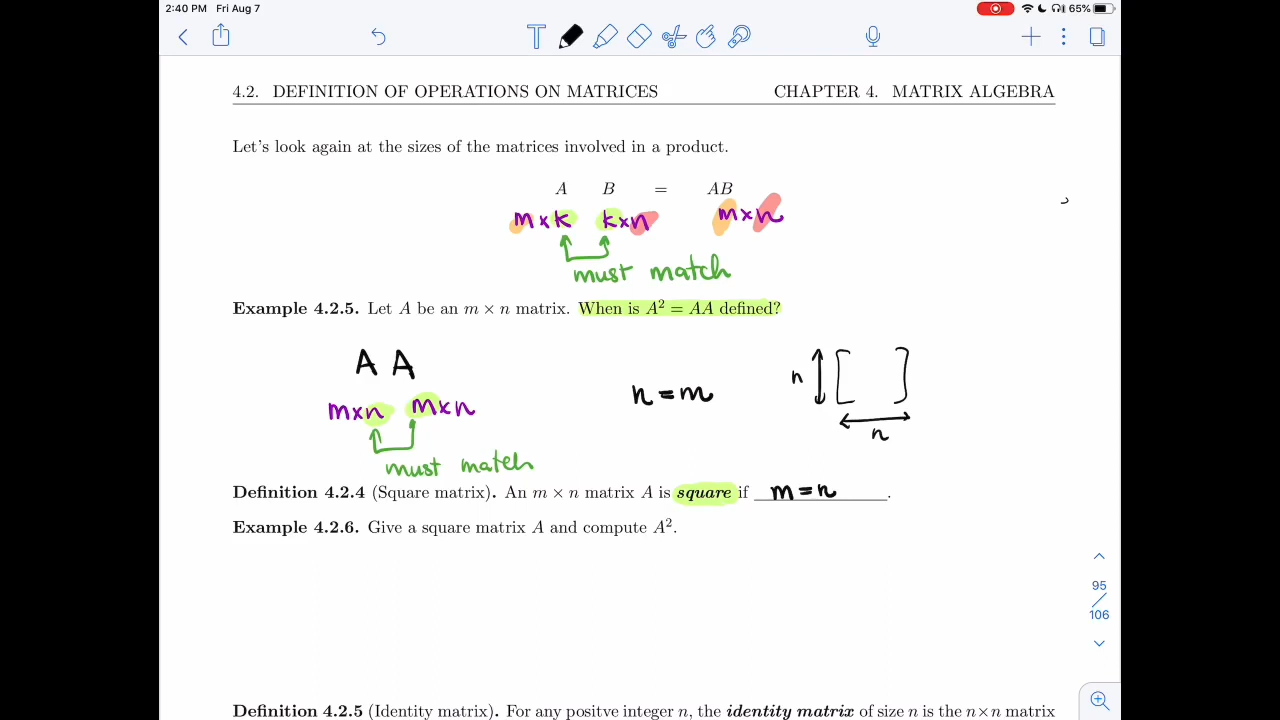 2:40 PM Fri Aug 7
65%
4.2. DEFINITION OF OPERATIONS ON MATRICES CHAPTER 4. MATRIX ALGEBRA
Let's look again at the sizes of the matrices involved in a product.
A B = AB
m × k k × n m × n
must match
Example 4.2.5. Let A be an m × n matrix. When is A² = AA defined?
A A
n = m
n
m × n m × n
n
must match
Definition 4.2.4 (Square matrix). An m × n matrix A is square if m = n.
Example 4.2.6. Give a square matrix A and compute A².
95
106
Definition 4.2.5 (Identity matrix). For any positve integer n, the identity matrix of size n is the n×n matrix